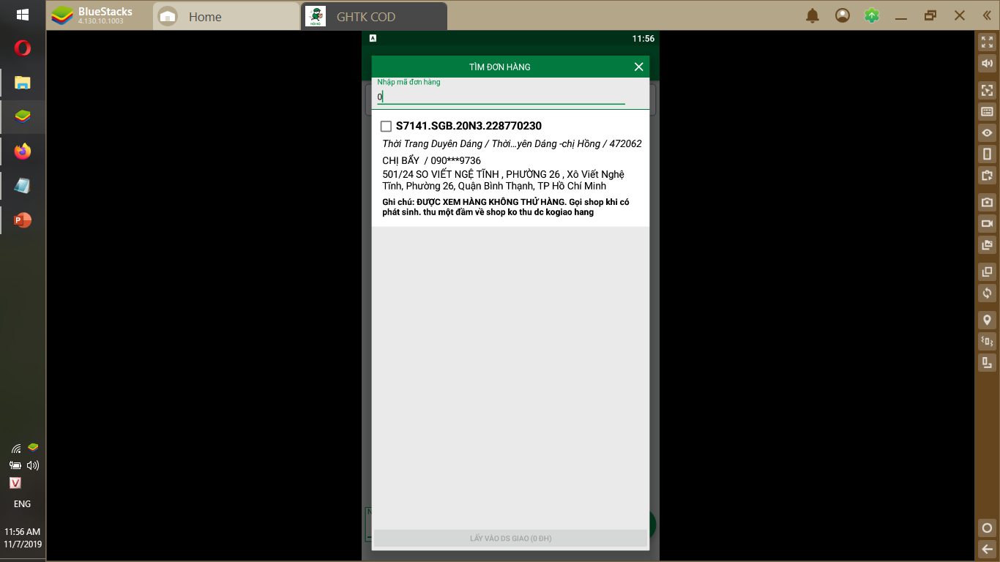 BlueStacks
4.130.10.1003
Home
GHTK COD
11:56
TÌM ĐƠN HÀNG
Nhập mã đơn hàng
0
S7141.SGB.20N3.228770230
Thời Trang Duyên Dáng / Thời...yên Dáng -chị Hồng / 472062
CHỊ BẨY / 090***9736
501/24 SO VIẾT NGỆ TĨNH , PHƯỜNG 26 , Xô Viết Nghệ
Tĩnh, Phường 26, Quận Bình Thạnh, TP Hồ Chí Minh
Ghi chú: ĐƯỢC XEM HÀNG KHÔNG THỬ HÀNG. Gọi shop khi có
phát sinh. thu một đầm về shop ko thu dc kogiao hang
N
LẤY VÀO DS GIAO (0 ĐH)
ENG
11:56 AM
11/7/2019